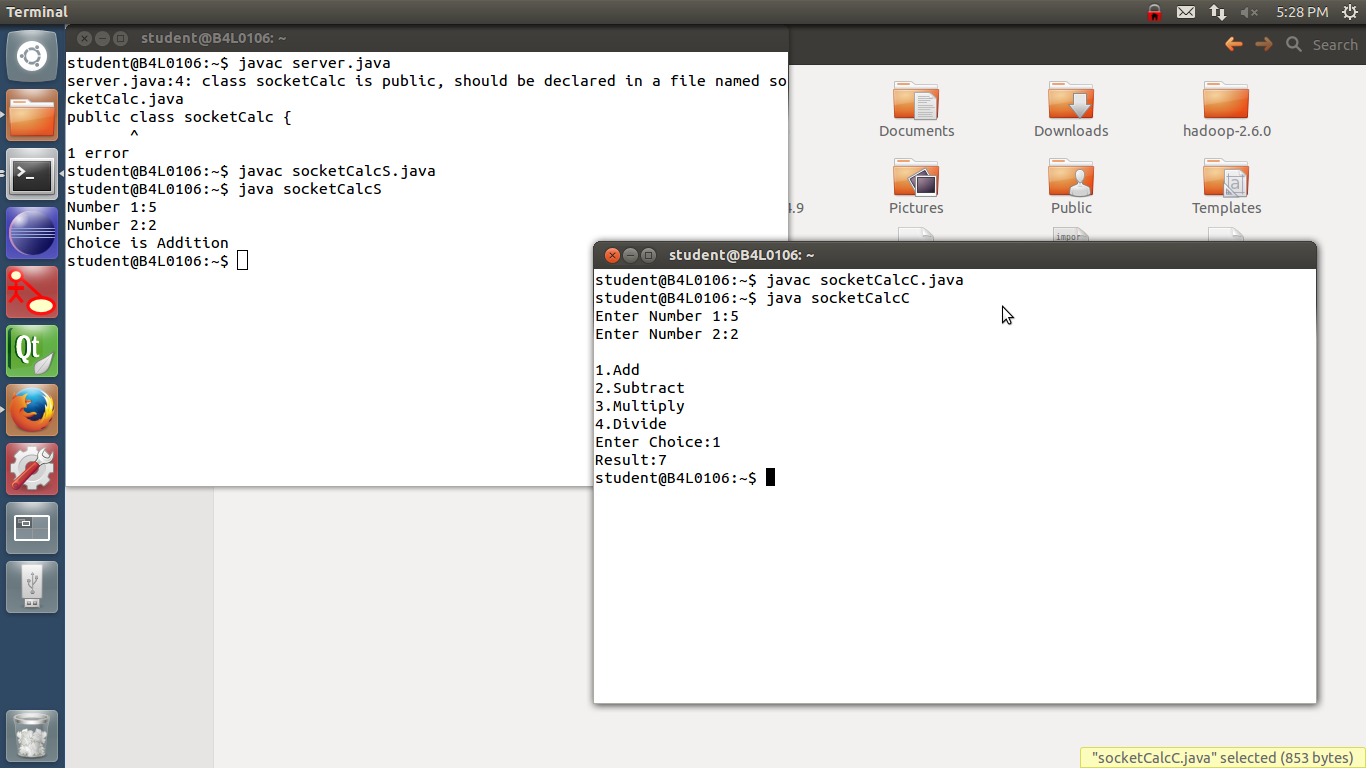 Terminal
5:28 PM
student@B4L0106: ~
student@B4L0106:~$ javac server.java
server.java:4: class socketCalc is public, should be declared in a file named so
cketCalc.java
public class socketCalc {
^
1 error
student@B4L0106:~$ javac socketCalcS.java
student@B4L0106:~$ java socketCalcS
Number 1:5
Number 2:2
Choice is Addition
student@B4L0106:~$
Search
Documents
Downloads
hadoop-2.6.0
4.9
Pictures
Public
Templates
impor
student@B4L0106: ~
student@B4L0106:~$ javac socketCalcC.java
student@B4L0106:~$ java socketCalcC
Enter Number 1:5
Enter Number 2:2
1.Add
2.Subtract
3.Multiply
4.Divide
Enter Choice:1
Result:7
student@B4L0106:~$
Qt
"socketCalcC.java" selected (853 bytes)